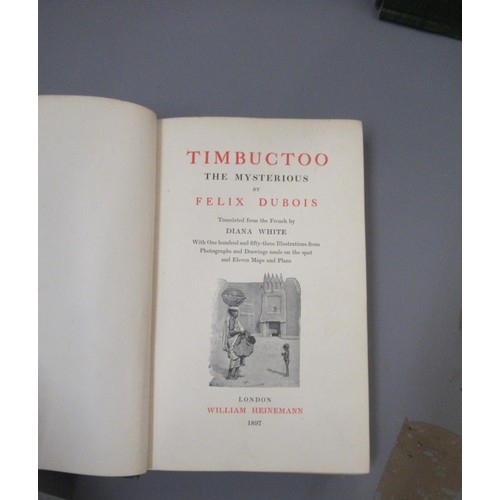 TIMBUCTOO
THE MYSTERIOUS
BY
FELIX DUBOIS
Translated from the French by
DIANA WHITE
With One hundred and fifty-three Illustrations from
Photographs and Drawings made on the spot
and Eleven Maps and Plans
LONDON
WILLIAM HEINEMANN
1897